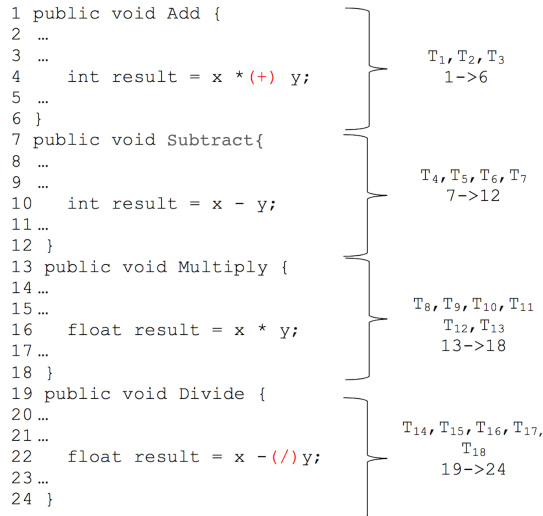 1 public void Add {
2 …
3 …
4    int result = x *(+) y;
5 …
6 }
T₁, T₂, T₃
1->6
7 public void Subtract{
8 …
9 …
10   int result = x - y;
11 …
12 }
T₄, T₅, T₆, T₇
7->12
13 public void Multiply {
14 …
15 …
16   float result = x * y;
17 …
18 }
T₈, T₉, T₁₀, T₁₁
T₁₂, T₁₃
13->18
19 public void Divide {
20 …
21 …
22   float result = x -(/)y;
23 …
24 }
T₁₄, T₁₅, T₁₆, T₁₇,
T₁₈
19->24